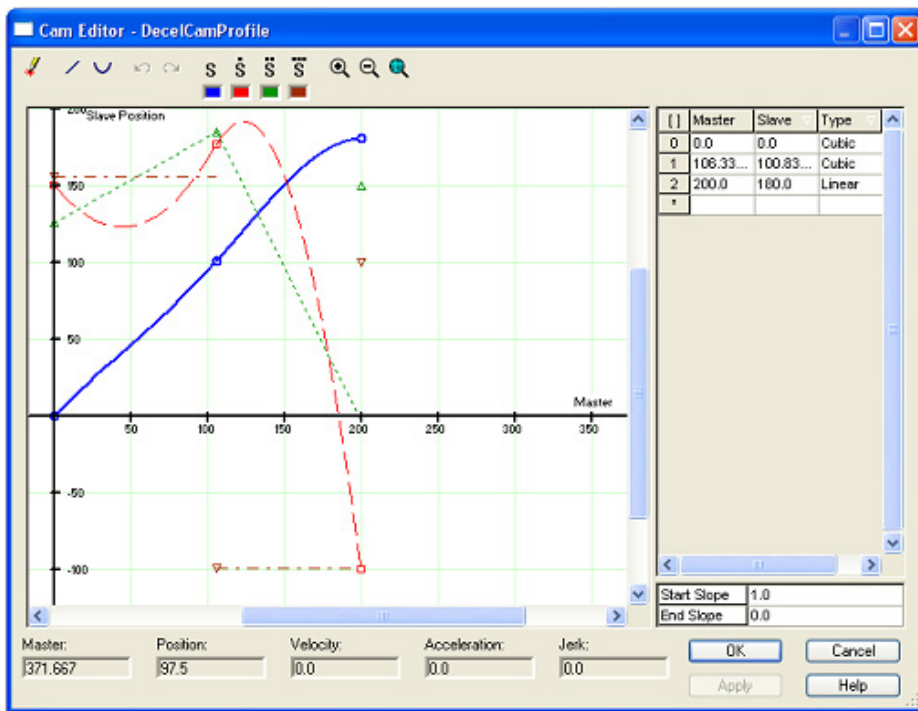 Cam Editor - DecelCamProfile
S Ṡ S̈ S⃛
200 Slave Position
150
100
50
-50
-100
50 100 150 200 250 300 350
Master
[ ] Master Slave Type
0 0.0 0.0 Cubic
1 106.33... 100.83... Cubic
2 200.0 180.0 Linear
*
Start Slope 1.0
End Slope 0.0
Master: Position: Velocity: Acceleration: Jerk:
371.667 97.5 0.0 0.0 0.0
OK Cancel
Apply Help